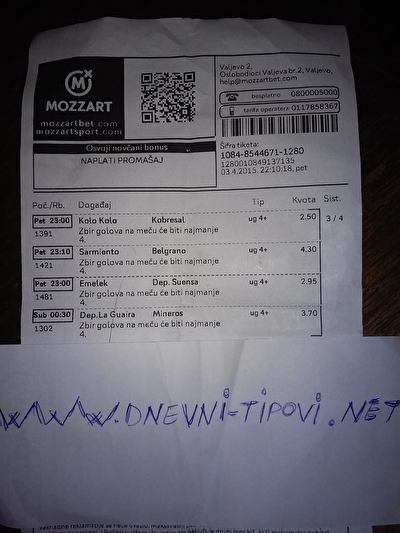 MOZZART
mozzartbet.com
mozzartsport.com
Valjevo 2,
Oslobodioci Valjeva br.2, Valjevo,
help@mozzartbet.com
besplatno 0800005000
tarifa operatera 0117858367
Osvoji novčani bonus
NAPLATI PROMAŠAJ
Šifra tiketa:
1084-8544671-1280
1280010849137135
03.4.2015. 22:10:18, pet
Poč./Rb. Događaj Tip Kvota Sist.
Pet 23:00 Kolo Kolo Kobresal ug 4+ 2.50 3 / 4
1391 Zbir golova na meču će biti najmanje
4.
Pet 23:10 Sarmiento Belgrano ug 4+ 4.30
1421 Zbir golova na meču će biti najmanje
4.
Pet 23:00 Emelek Dep. Suensa ug 4+ 2.95
1481 Zbir golova na meču će biti najmanje
4.
Sub 00:30 Dep.La Guaira Mineros ug 4+ 3.70
1302 Zbir golova na meču će biti najmanje
4.
WWW.DNEVNI-TIPOVI.NET